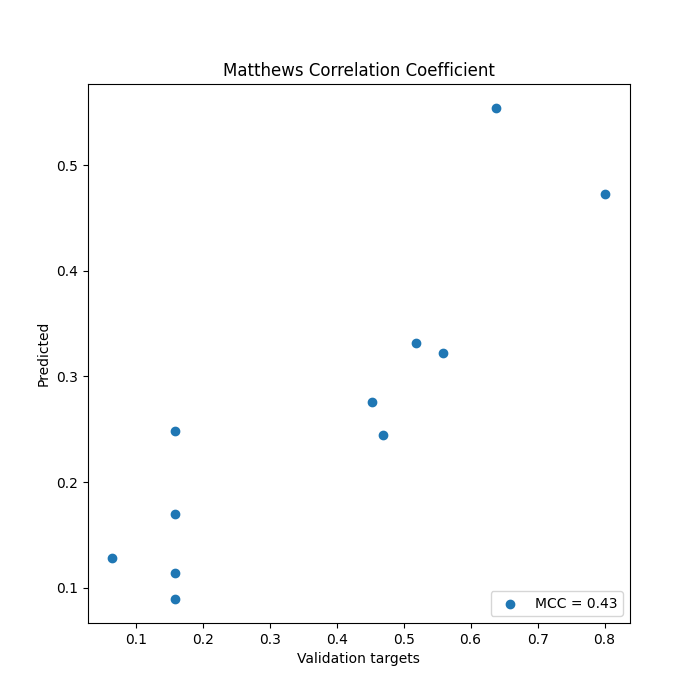 Matthews Correlation Coefficient
0.5
0.4
0.3
0.2
0.1
Predicted
MCC = 0.43
0.1 0.2 0.3 0.4 0.5 0.6 0.7 0.8
Validation targets